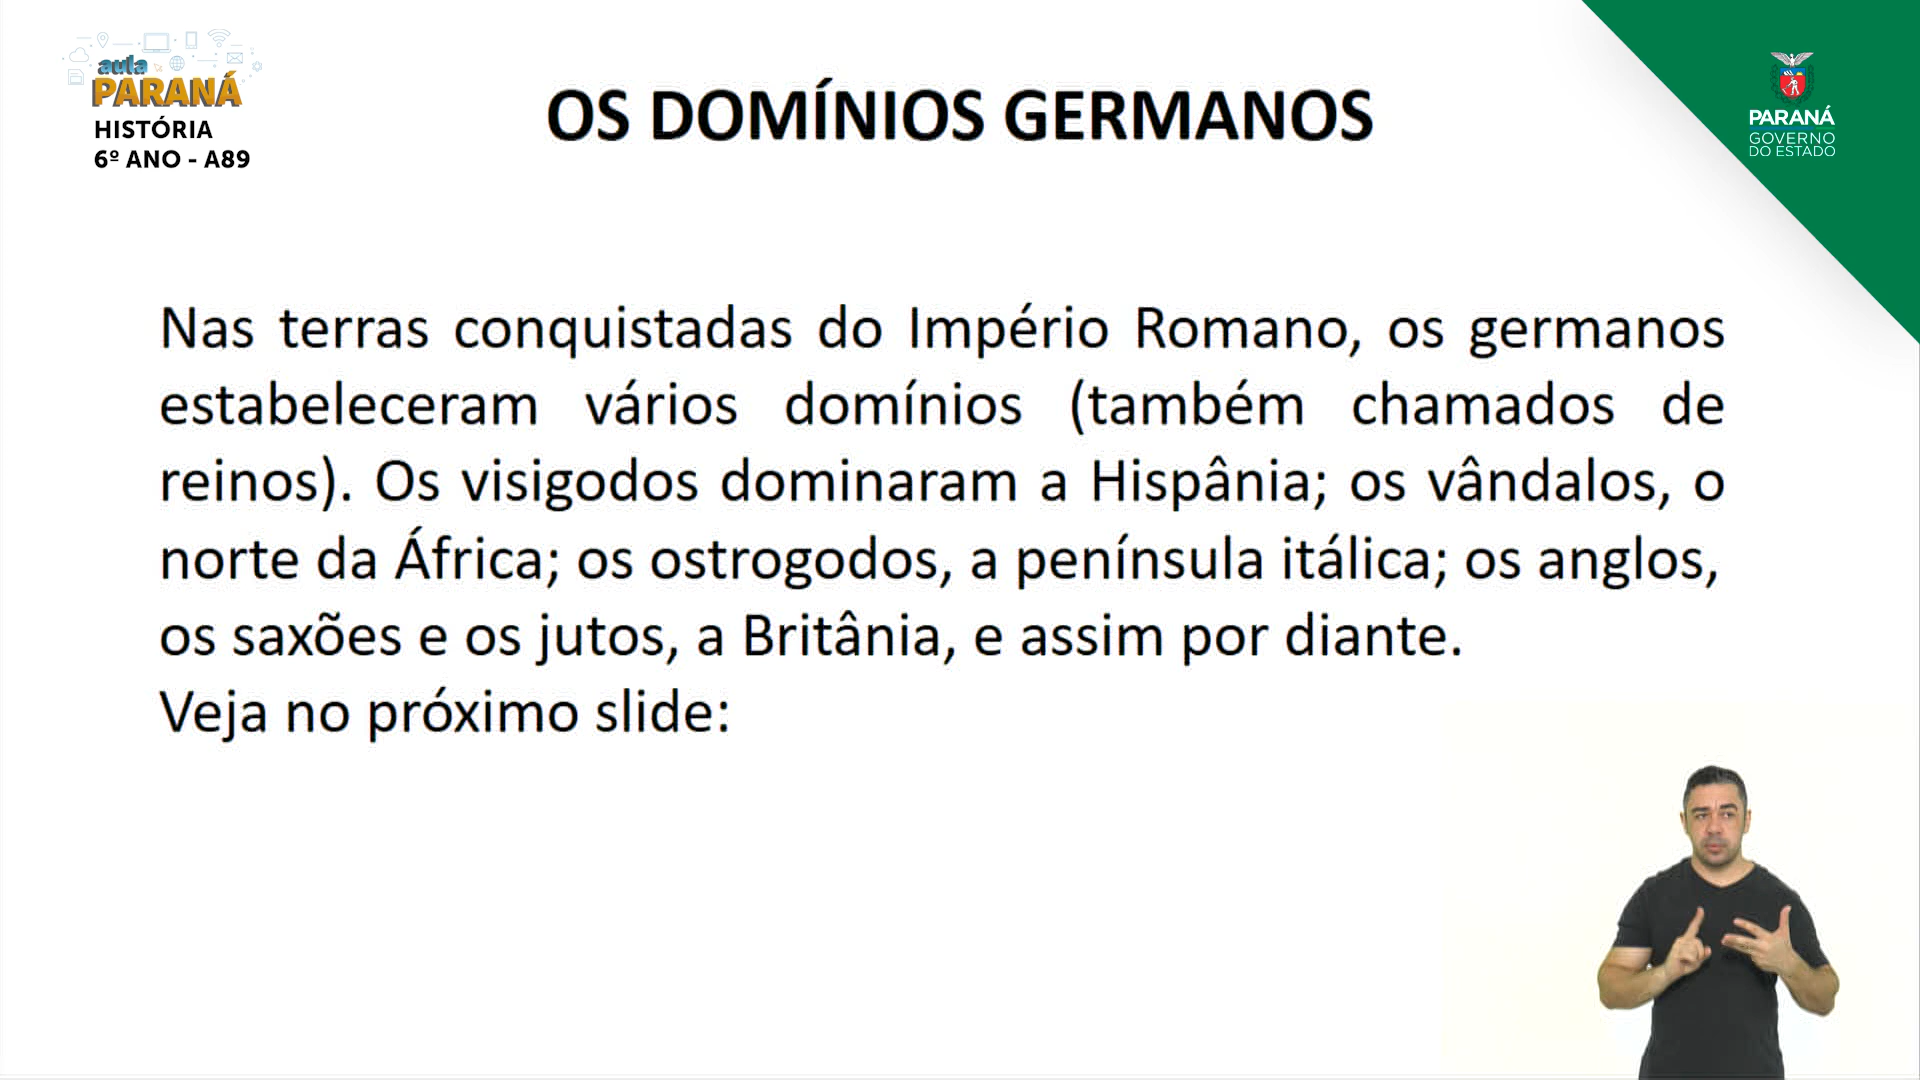 aula
PARANÁ
HISTÓRIA
6º ANO - A89
OS DOMÍNIOS GERMANOS
PARANÁ
GOVERNO
DO ESTADO
Nas terras conquistadas do Império Romano, os germanos
estabeleceram vários domínios (também chamados de
reinos). Os visigodos dominaram a Hispânia; os vândalos, o
norte da África; os ostrogodos, a península itálica; os anglos,
os saxões e os jutos, a Britânia, e assim por diante.
Veja no próximo slide: